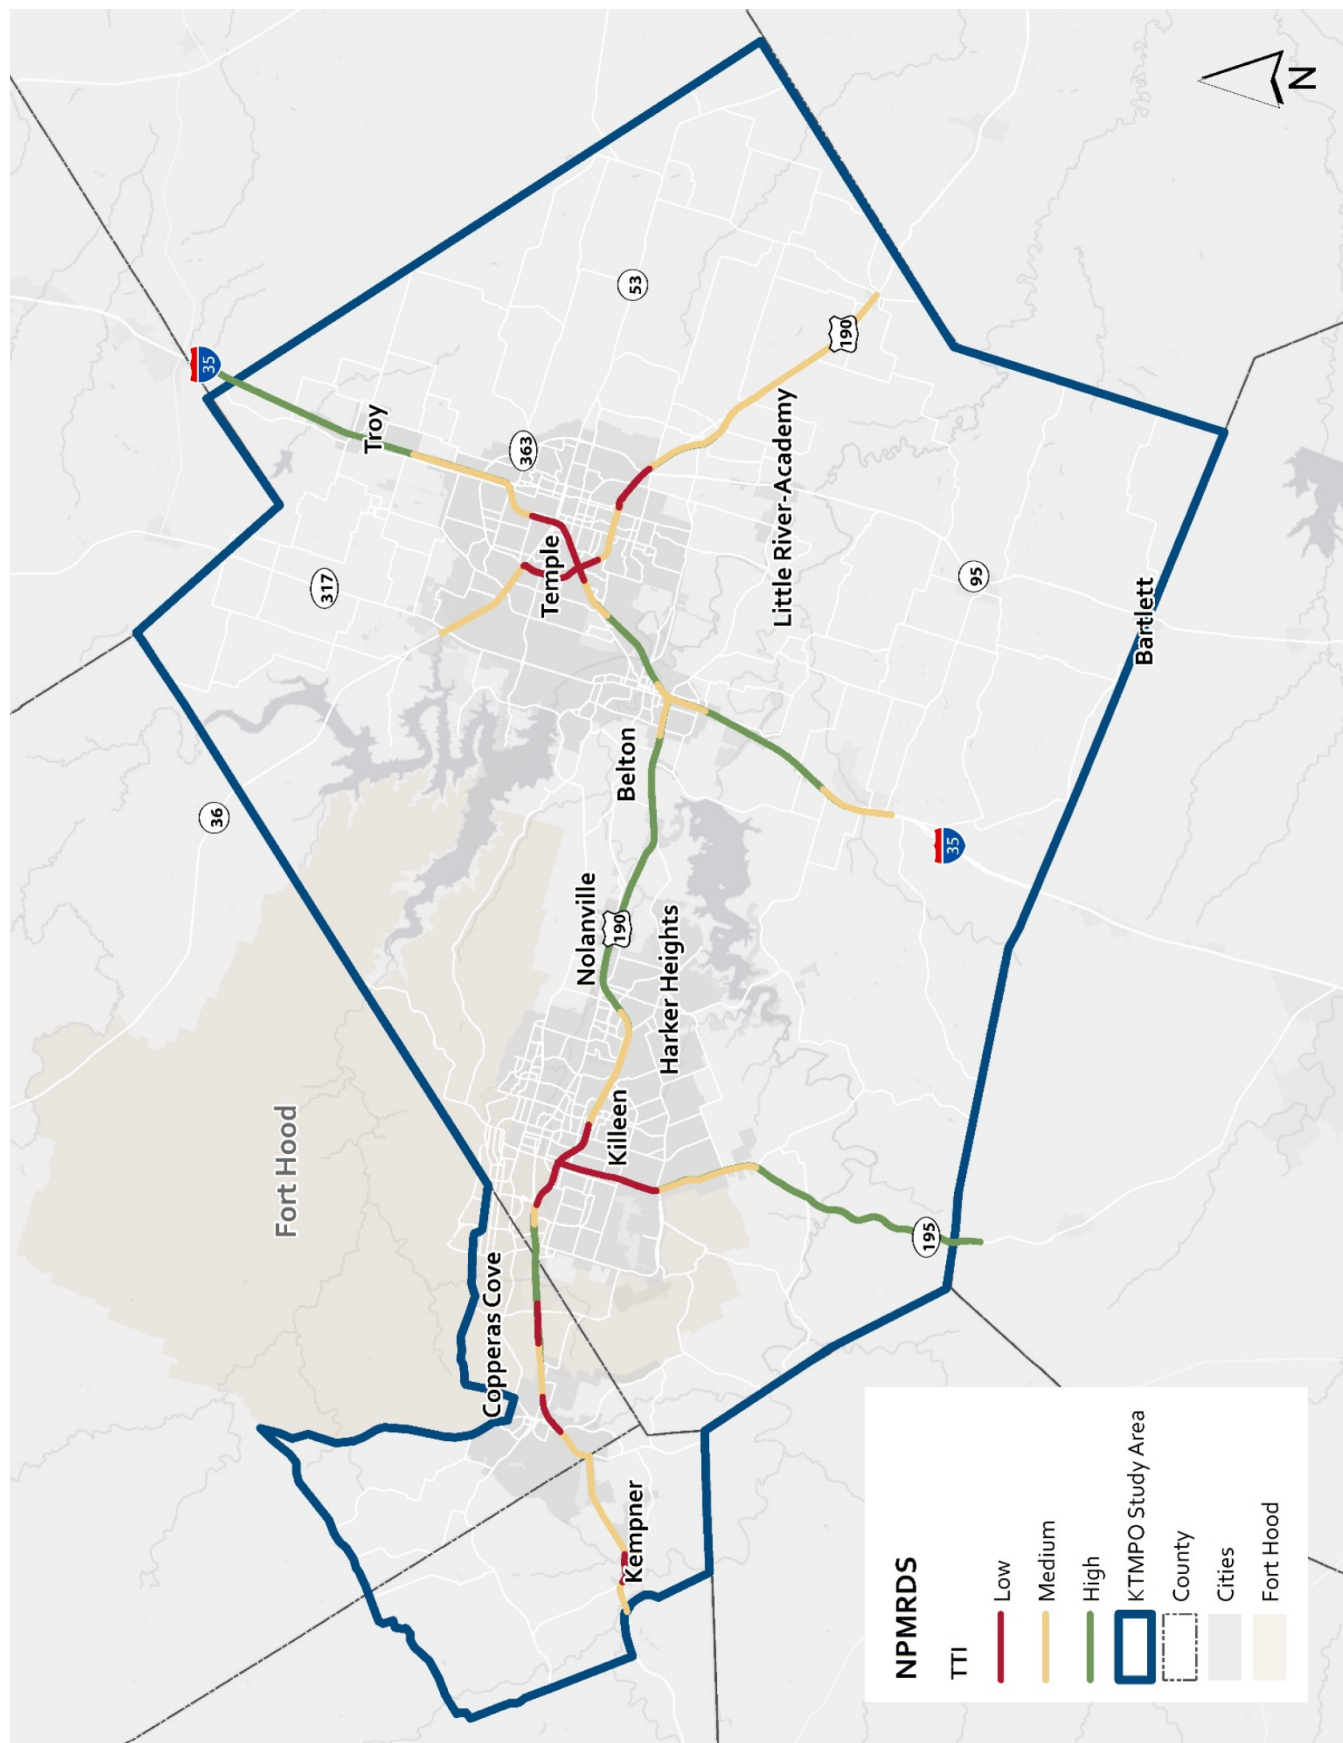 Fort Hood
36
317
35
Troy
363
53
Temple
190
Little River-Academy
Belton
Nolanville
190
Harker Heights
Killeen
Copperas Cove
Kempner
195
35
95
Bartlett
N
NPMRDS
TTI
Low
Medium
High
KTMPO Study Area
County
Cities
Fort Hood